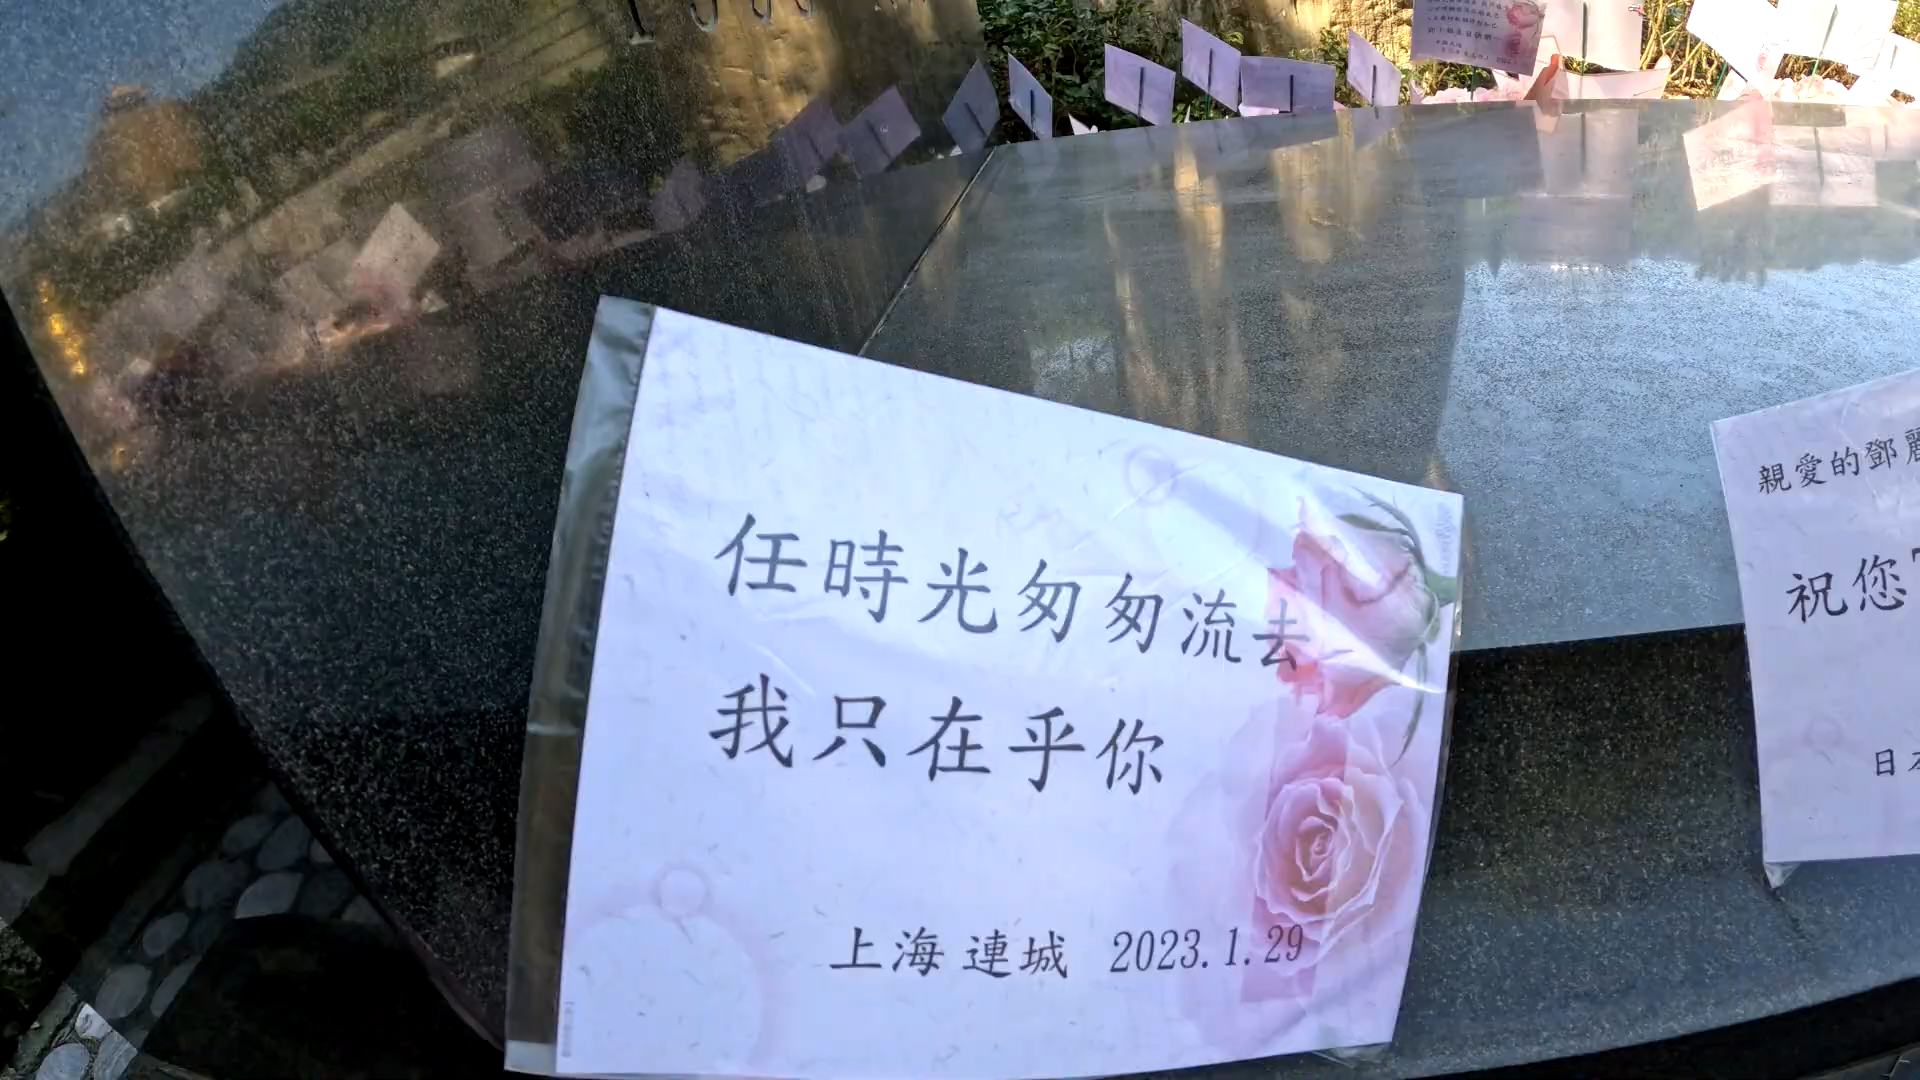 任時光匆匆流去
我只在乎你
上海 連城 2023.1.29
親愛的鄧麗
祝您
日本